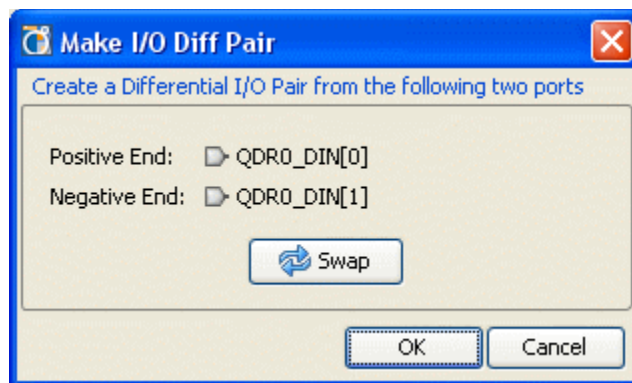 Make I/O Diff Pair
Create a Differential I/O Pair from the following two ports
Positive End: QDR0_DIN[0]
Negative End: QDR0_DIN[1]
Swap
OK Cancel